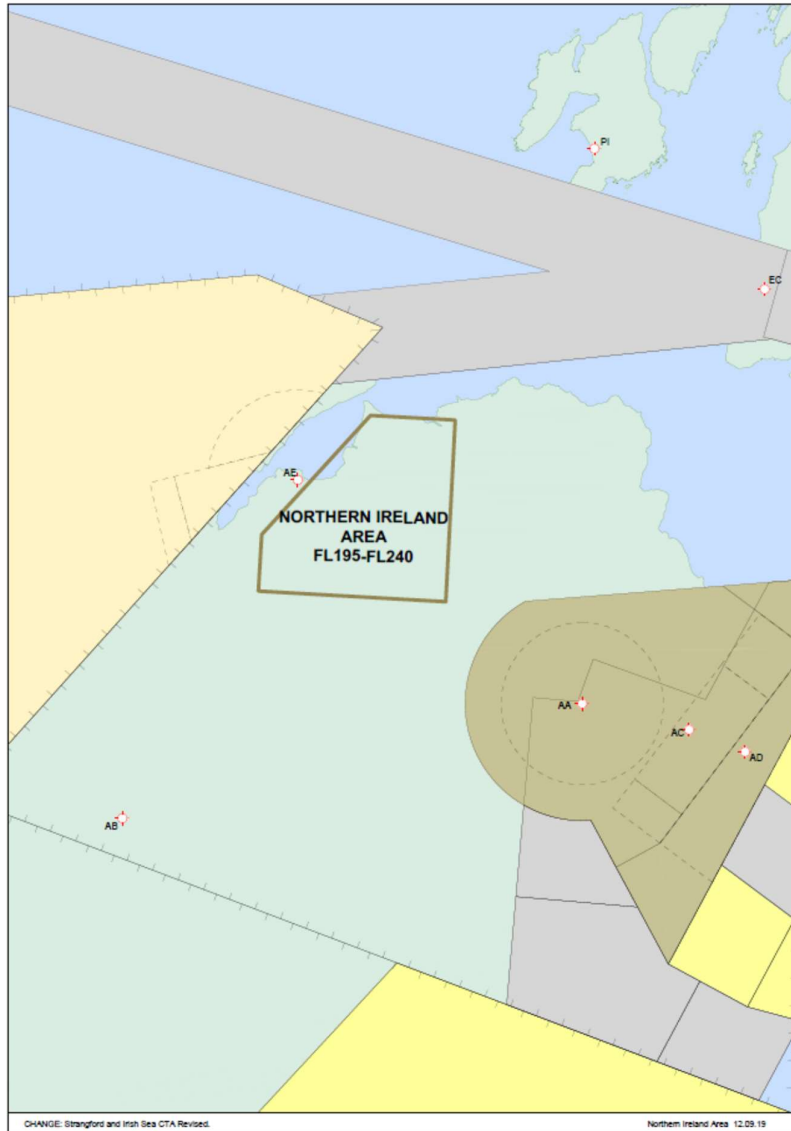 PI
EC
AE
NORTHERN IRELAND
AREA
FL195-FL240
AA
AC
AD
AB
CHANGE: Strangford and Irish Sea CTA Revised.
Northern Ireland Area 12.09.19